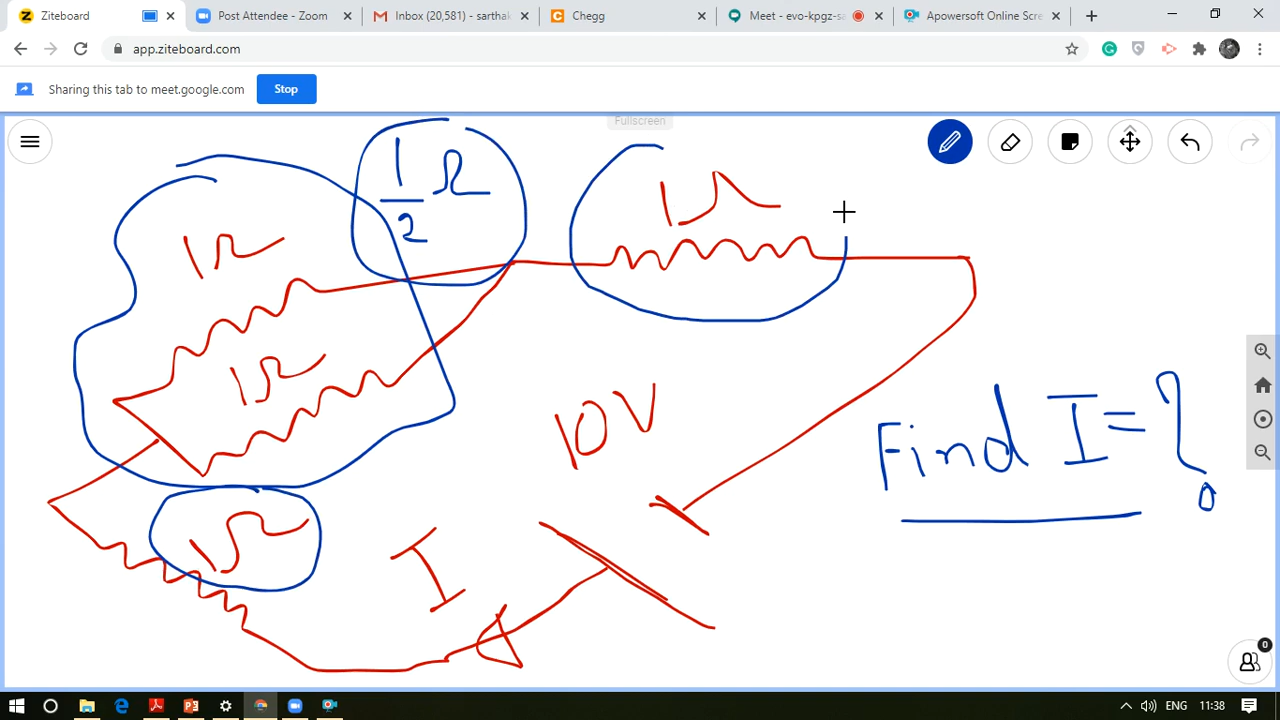 Ziteboard
Post Attendee - Zoom
Inbox (20,581) - sarthak
Chegg
Meet - evo-kpgz-sa
Apowersoft Online Scre
app.ziteboard.com
Sharing this tab to meet.google.com
Stop
Fullscreen
1/2 Ω
1Ω
1Ω
1Ω
10V
Find I = ?
1Ω
I
0
ENG
11:38